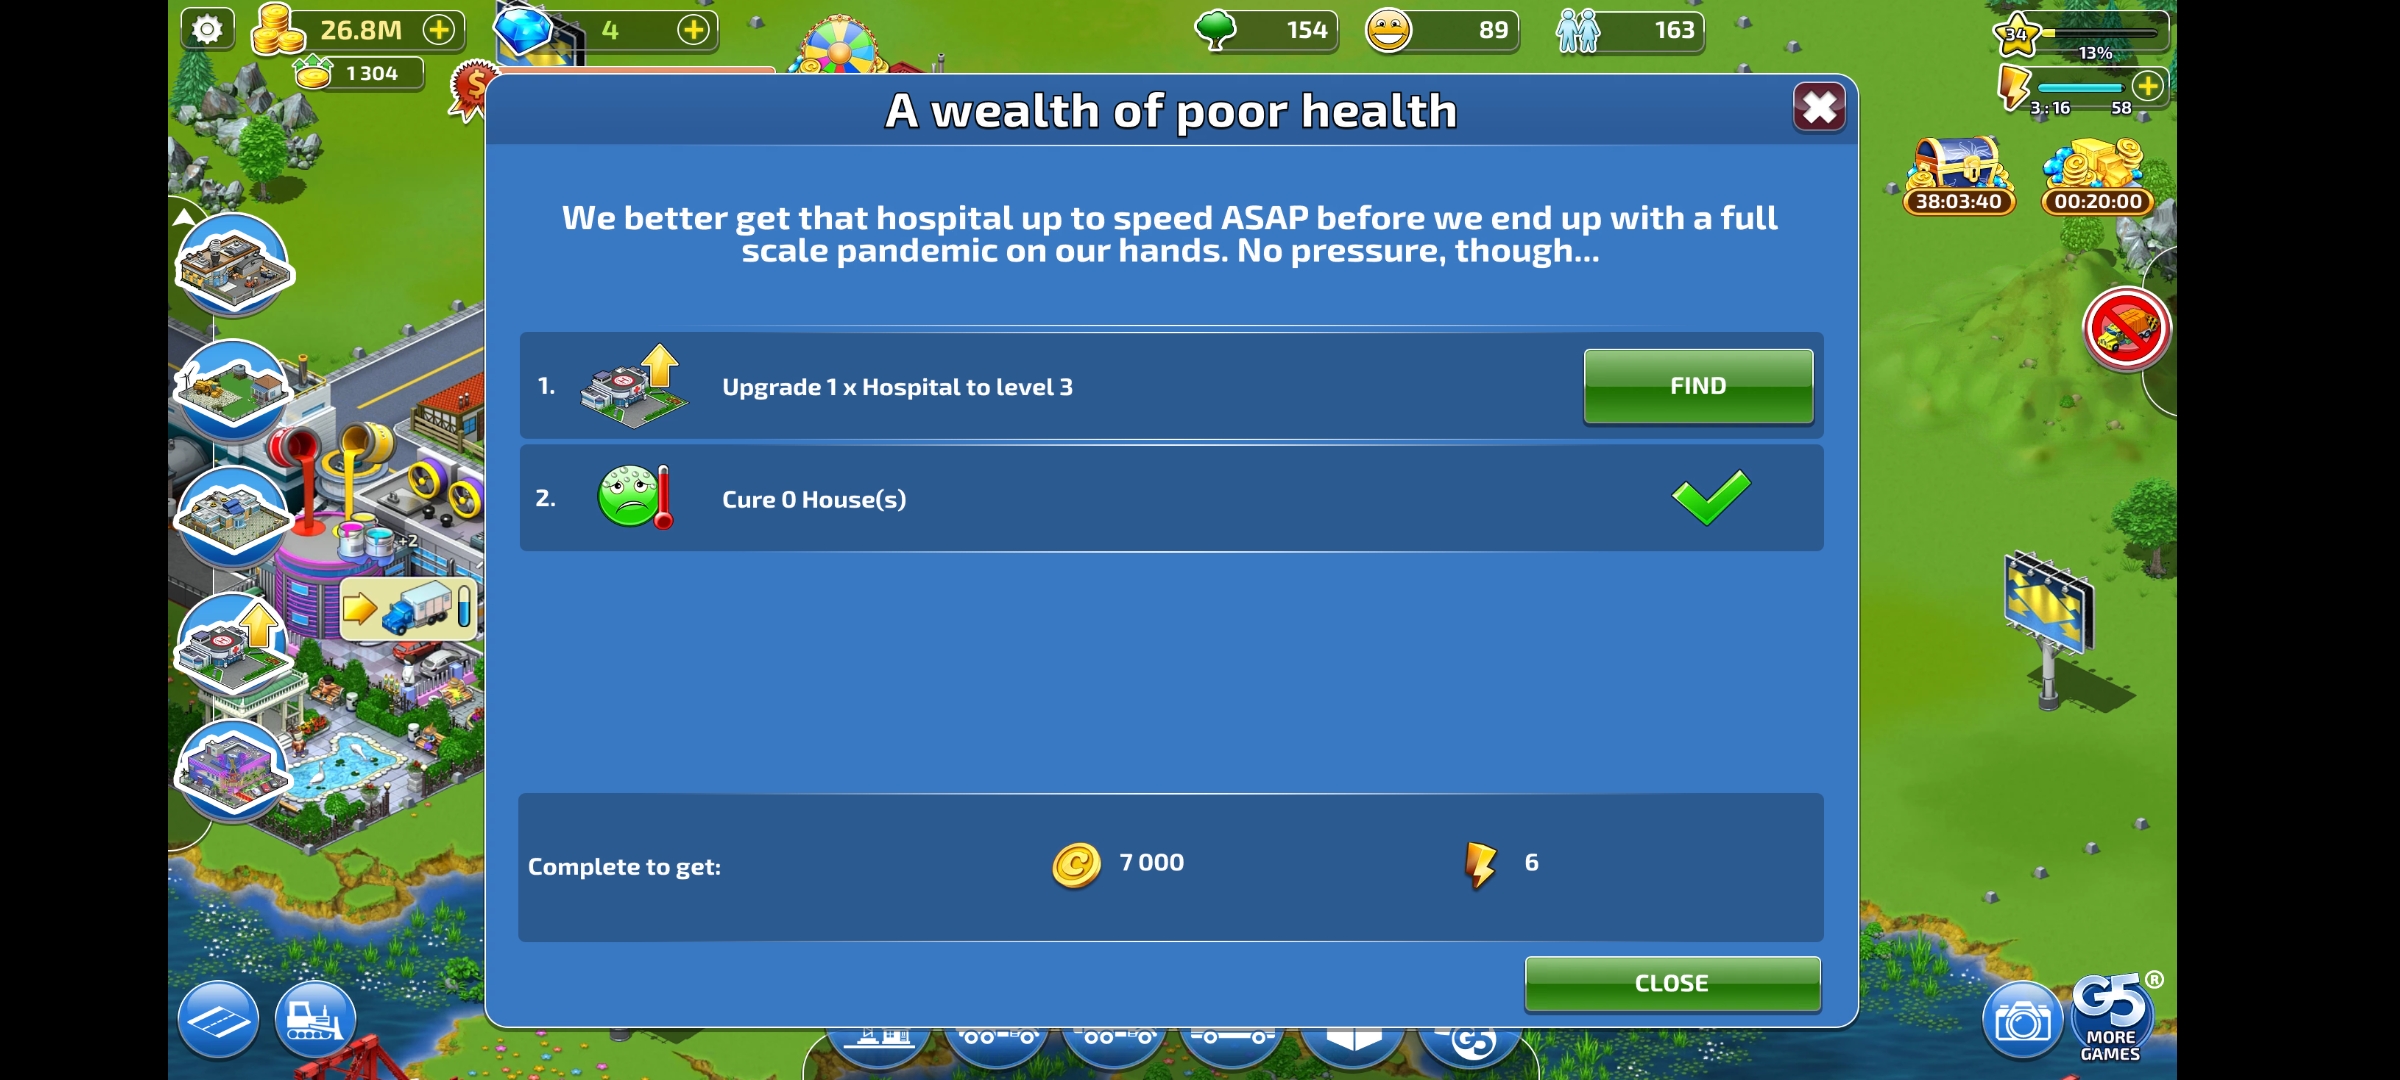 26.8M
4
154
89
163
34
13%
1 304
3:16
58
38:03:40
00:20:00
A wealth of poor health
We better get that hospital up to speed ASAP before we end up with a full
scale pandemic on our hands. No pressure, though...
1.
Upgrade 1 x Hospital to level 3
FIND
2.
Cure 0 House(s)
+2
Complete to get:
7 000
6
CLOSE
G5
G5®
MORE
GAMES